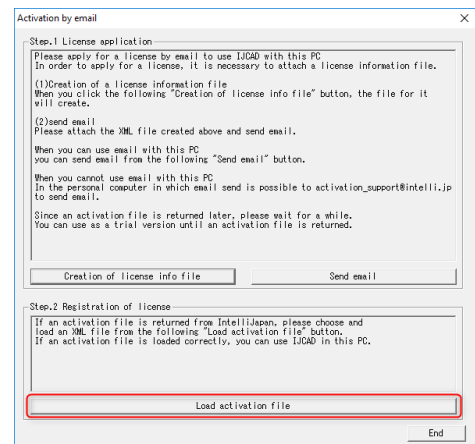 Activation by email
Step.1 License application
Please apply for a license by email to use IJCAD with this PC
In order to apply for a license, it is necessary to attach a license information file.
(1)Creation of a license information file
When you click the following "Creation of license info file" button, the file for it
will create.
(2)send email
Please attach the XML file created above and send email.
When you can use email with this PC
you can send email from the following "Send email" button.
When you cannot use email with this PC
In the personal computer in which email send is possible to activation_support@intelli.jp
to send email.
Since an activation file is returned later, please wait for a while.
You can use as a trial version until an activation file is returned.
Creation of license info file
Send email
Step.2 Registration of license
If an activation file is returned from IntelliJapan, please choose and
load an XML file from the following "Load activation file" button.
If an activation file is loaded correctly, you can use IJCAD in this PC.
Load activation file
End